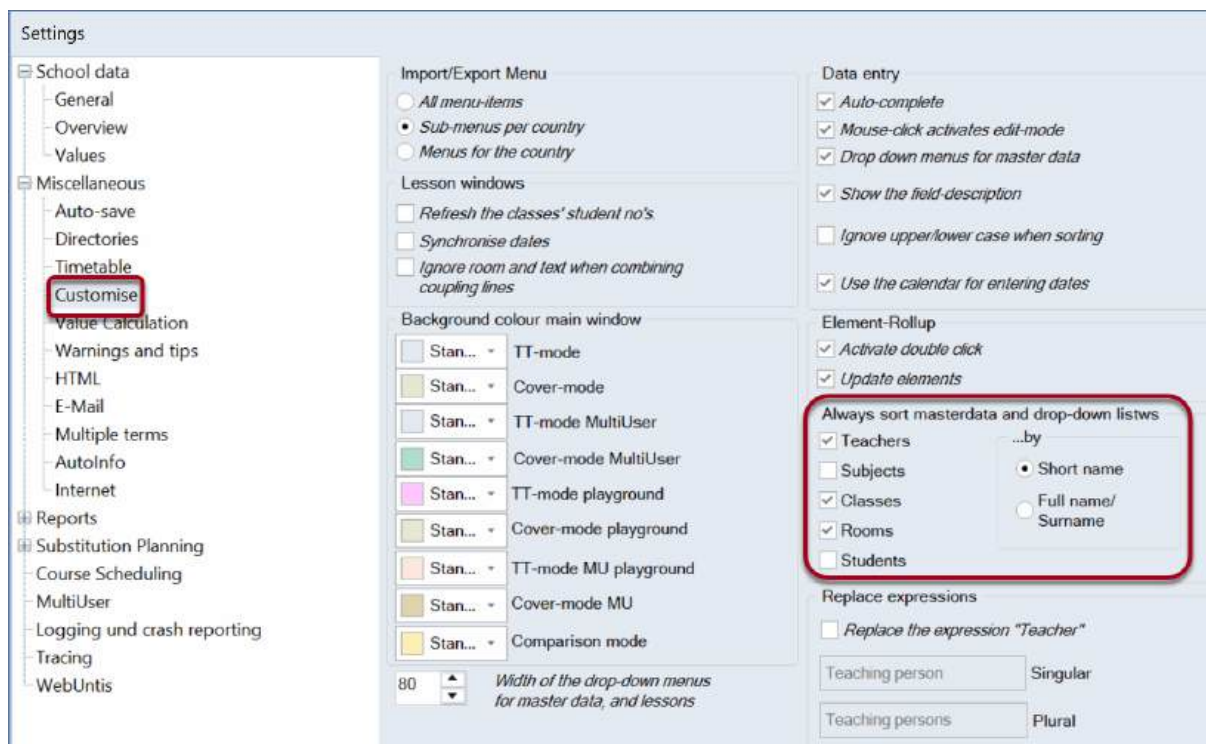 Settings
School data
General
Overview
Values
Miscellaneous
Auto-save
Directories
Timetable
Customise
Value Calculation
Warnings and tips
HTML
E-Mail
Multiple terms
AutoInfo
Internet
Reports
Substitution Planning
Course Scheduling
MultiUser
Logging und crash reporting
Tracing
WebUntis
Import/Export Menu
All menu-items
Sub-menus per country
Menus for the country
Lesson windows
Refresh the classes' student no's.
Synchronise dates
Ignore room and text when combining
coupling lines
Background colour main window
Stan... TT-mode
Stan... Cover-mode
Stan... TT-mode MultiUser
Stan... Cover-mode MultiUser
Stan... TT-mode playground
Stan... Cover-mode playground
Stan... TT-mode MU playground
Stan... Cover-mode MU
Stan... Comparison mode
80 Width of the drop-down menus
for master data, and lessons
Data entry
Auto-complete
Mouse-click activates edit-mode
Drop down menus for master data
Show the field-description
Ignore upper/lower case when sorting
Use the calendar for entering dates
Element-Rollup
Activate double click
Update elements
Always sort masterdata and drop-down listws
Teachers
Subjects
Classes
Rooms
Students
...by
Short name
Full name/
Surname
Replace expressions
Replace the expression "Teacher"
Teaching person Singular
Teaching persons Plural